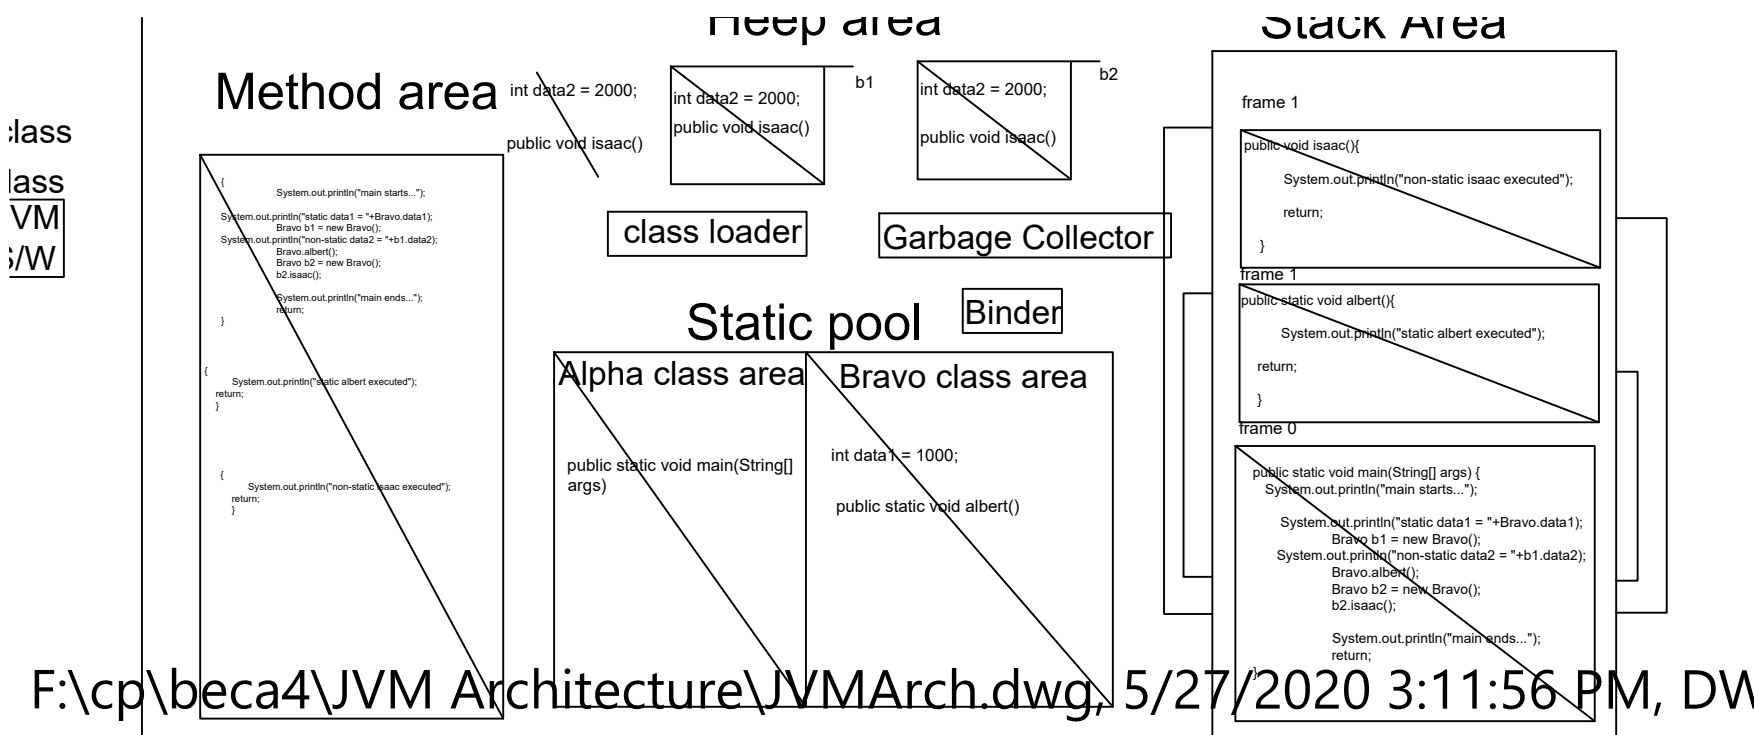 Heep area
Stack Area
Method area
int data2 = 2000;
public void isaac()
int data2 = 2000;
public void isaac()
b1
int data2 = 2000;
public void isaac()
b2
class
lass
VM
S/W
{
System.out.println("main starts...");
System.out.println("static data1 = "+Bravo.data1);
Bravo b1 = new Bravo();
System.out.println("non-static data2 = "+b1.data2);
Bravo.albert();
Bravo b2 = new Bravo();
b2.isaac();
System.out.println("main ends...");
return;
}
{
System.out.println("static albert executed");
return;
}
{
System.out.println("non-static isaac executed");
return;
}
class loader
Garbage Collector
Binder
Static pool
Alpha class area
public static void main(String[]
args)
Bravo class area
int data1 = 1000;
public static void albert()
frame 1
public void isaac(){
System.out.println("non-static isaac executed");
return;
}
frame 1
public static void albert(){
System.out.println("static albert executed");
return;
}
frame 0
public static void main(String[] args) {
System.out.println("main starts...");
System.out.println("static data1 = "+Bravo.data1);
Bravo b1 = new Bravo();
System.out.println("non-static data2 = "+b1.data2);
Bravo.albert();
Bravo b2 = new Bravo();
b2.isaac();
System.out.println("main ends...");
return;
}
F:\cp\beca4\JVM Architecture\JVMArch.dwg, 5/27/2020 3:11:56 PM, DW